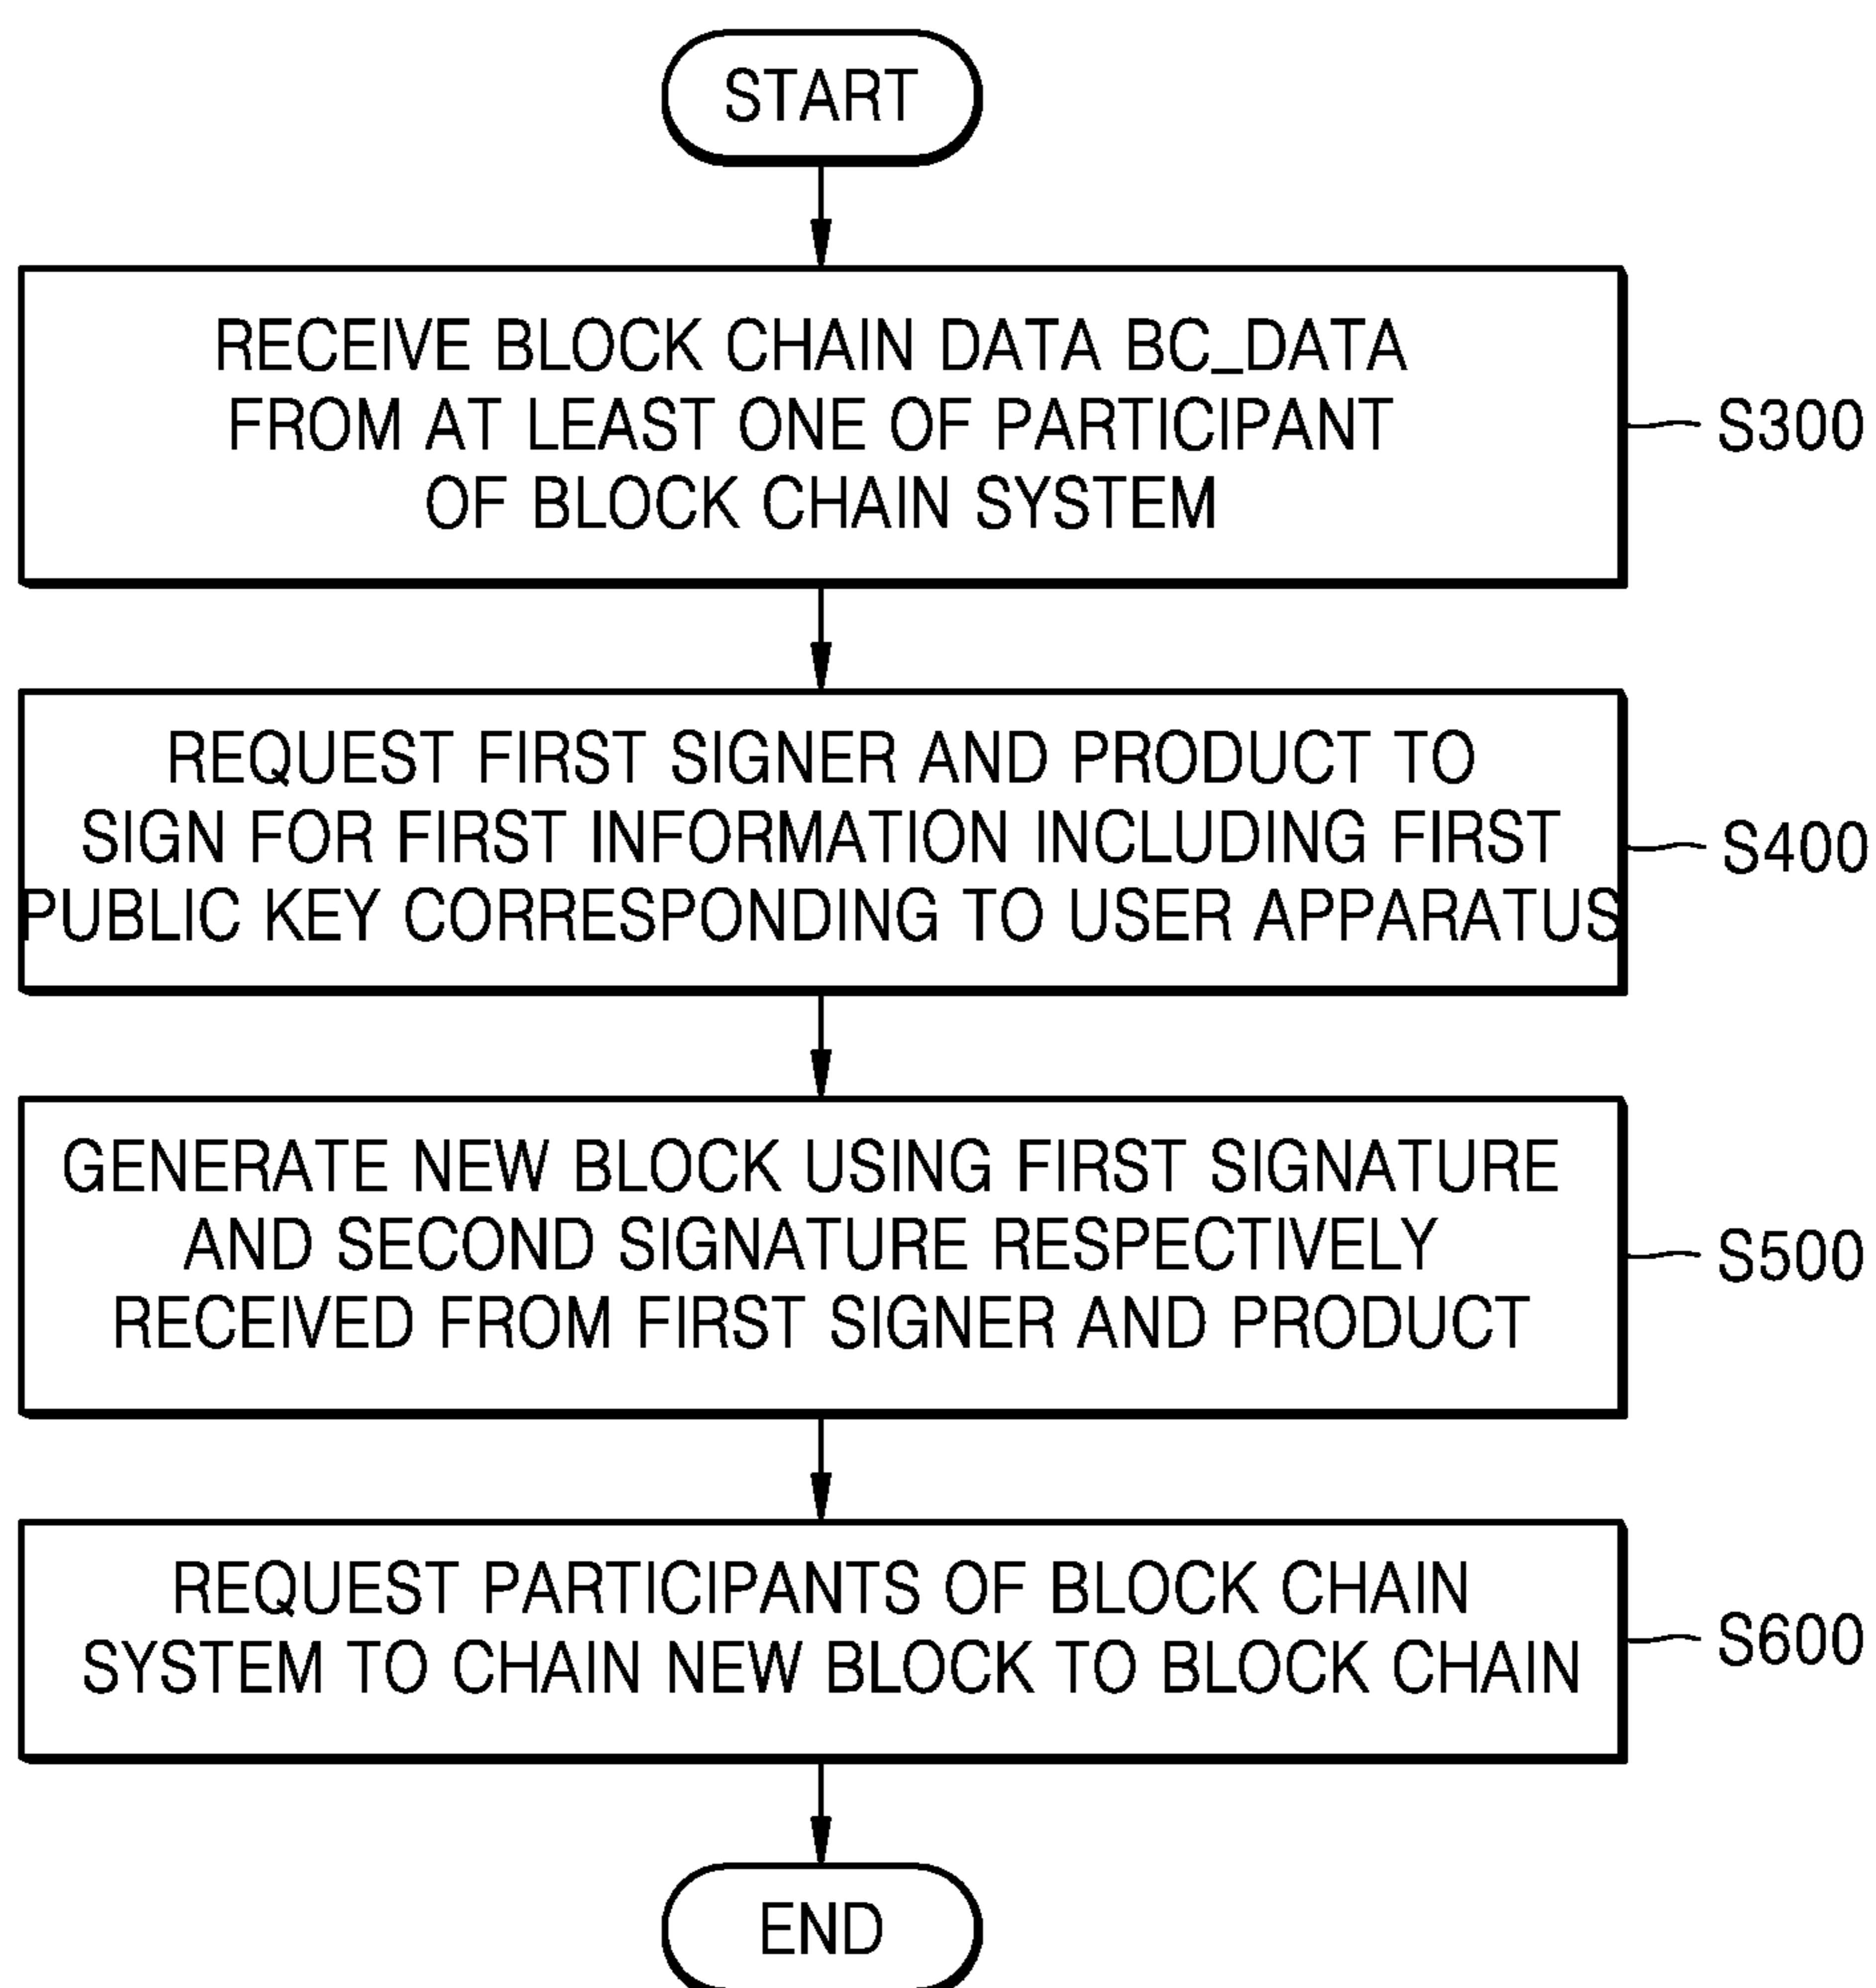 START
RECEIVE BLOCK CHAIN DATA BC_DATA
FROM AT LEAST ONE OF PARTICIPANT
OF BLOCK CHAIN SYSTEM
S300
REQUEST FIRST SIGNER AND PRODUCT TO
SIGN FOR FIRST INFORMATION INCLUDING FIRST
PUBLIC KEY CORRESPONDING TO USER APPARATUS
S400
GENERATE NEW BLOCK USING FIRST SIGNATURE
AND SECOND SIGNATURE RESPECTIVELY
RECEIVED FROM FIRST SIGNER AND PRODUCT
S500
REQUEST PARTICIPANTS OF BLOCK CHAIN
SYSTEM TO CHAIN NEW BLOCK TO BLOCK CHAIN
S600
END